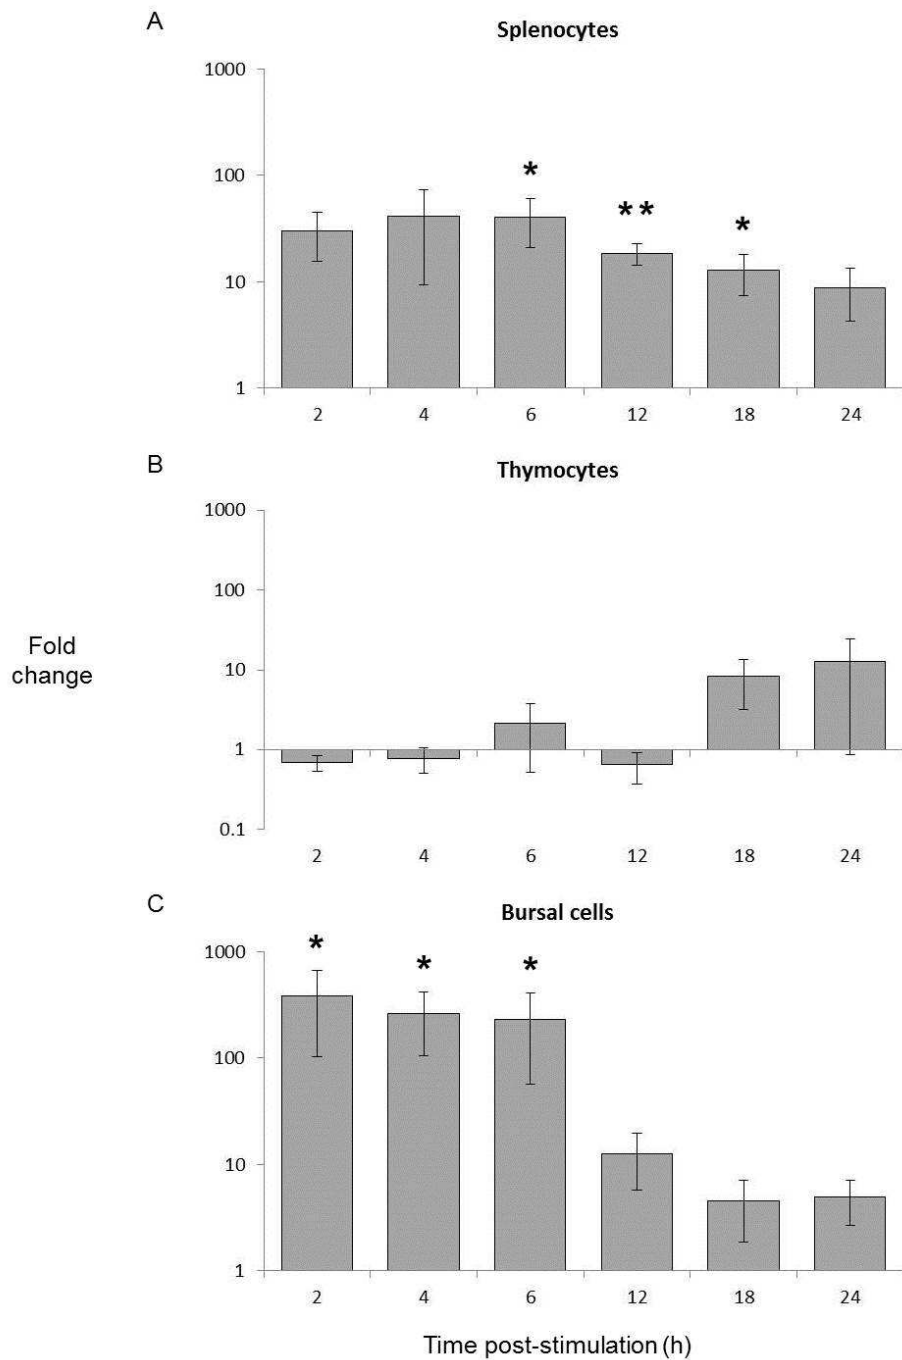 A
Splenocytes
1000
100
10
1
*
**
*
2 4 6 12 18 24
B
Thymocytes
Fold
change
1000
100
10
1
0.1
2 4 6 12 18 24
C
Bursal cells
1000
100
10
1
*
*
*
2 4 6 12 18 24
Time post-stimulation (h)